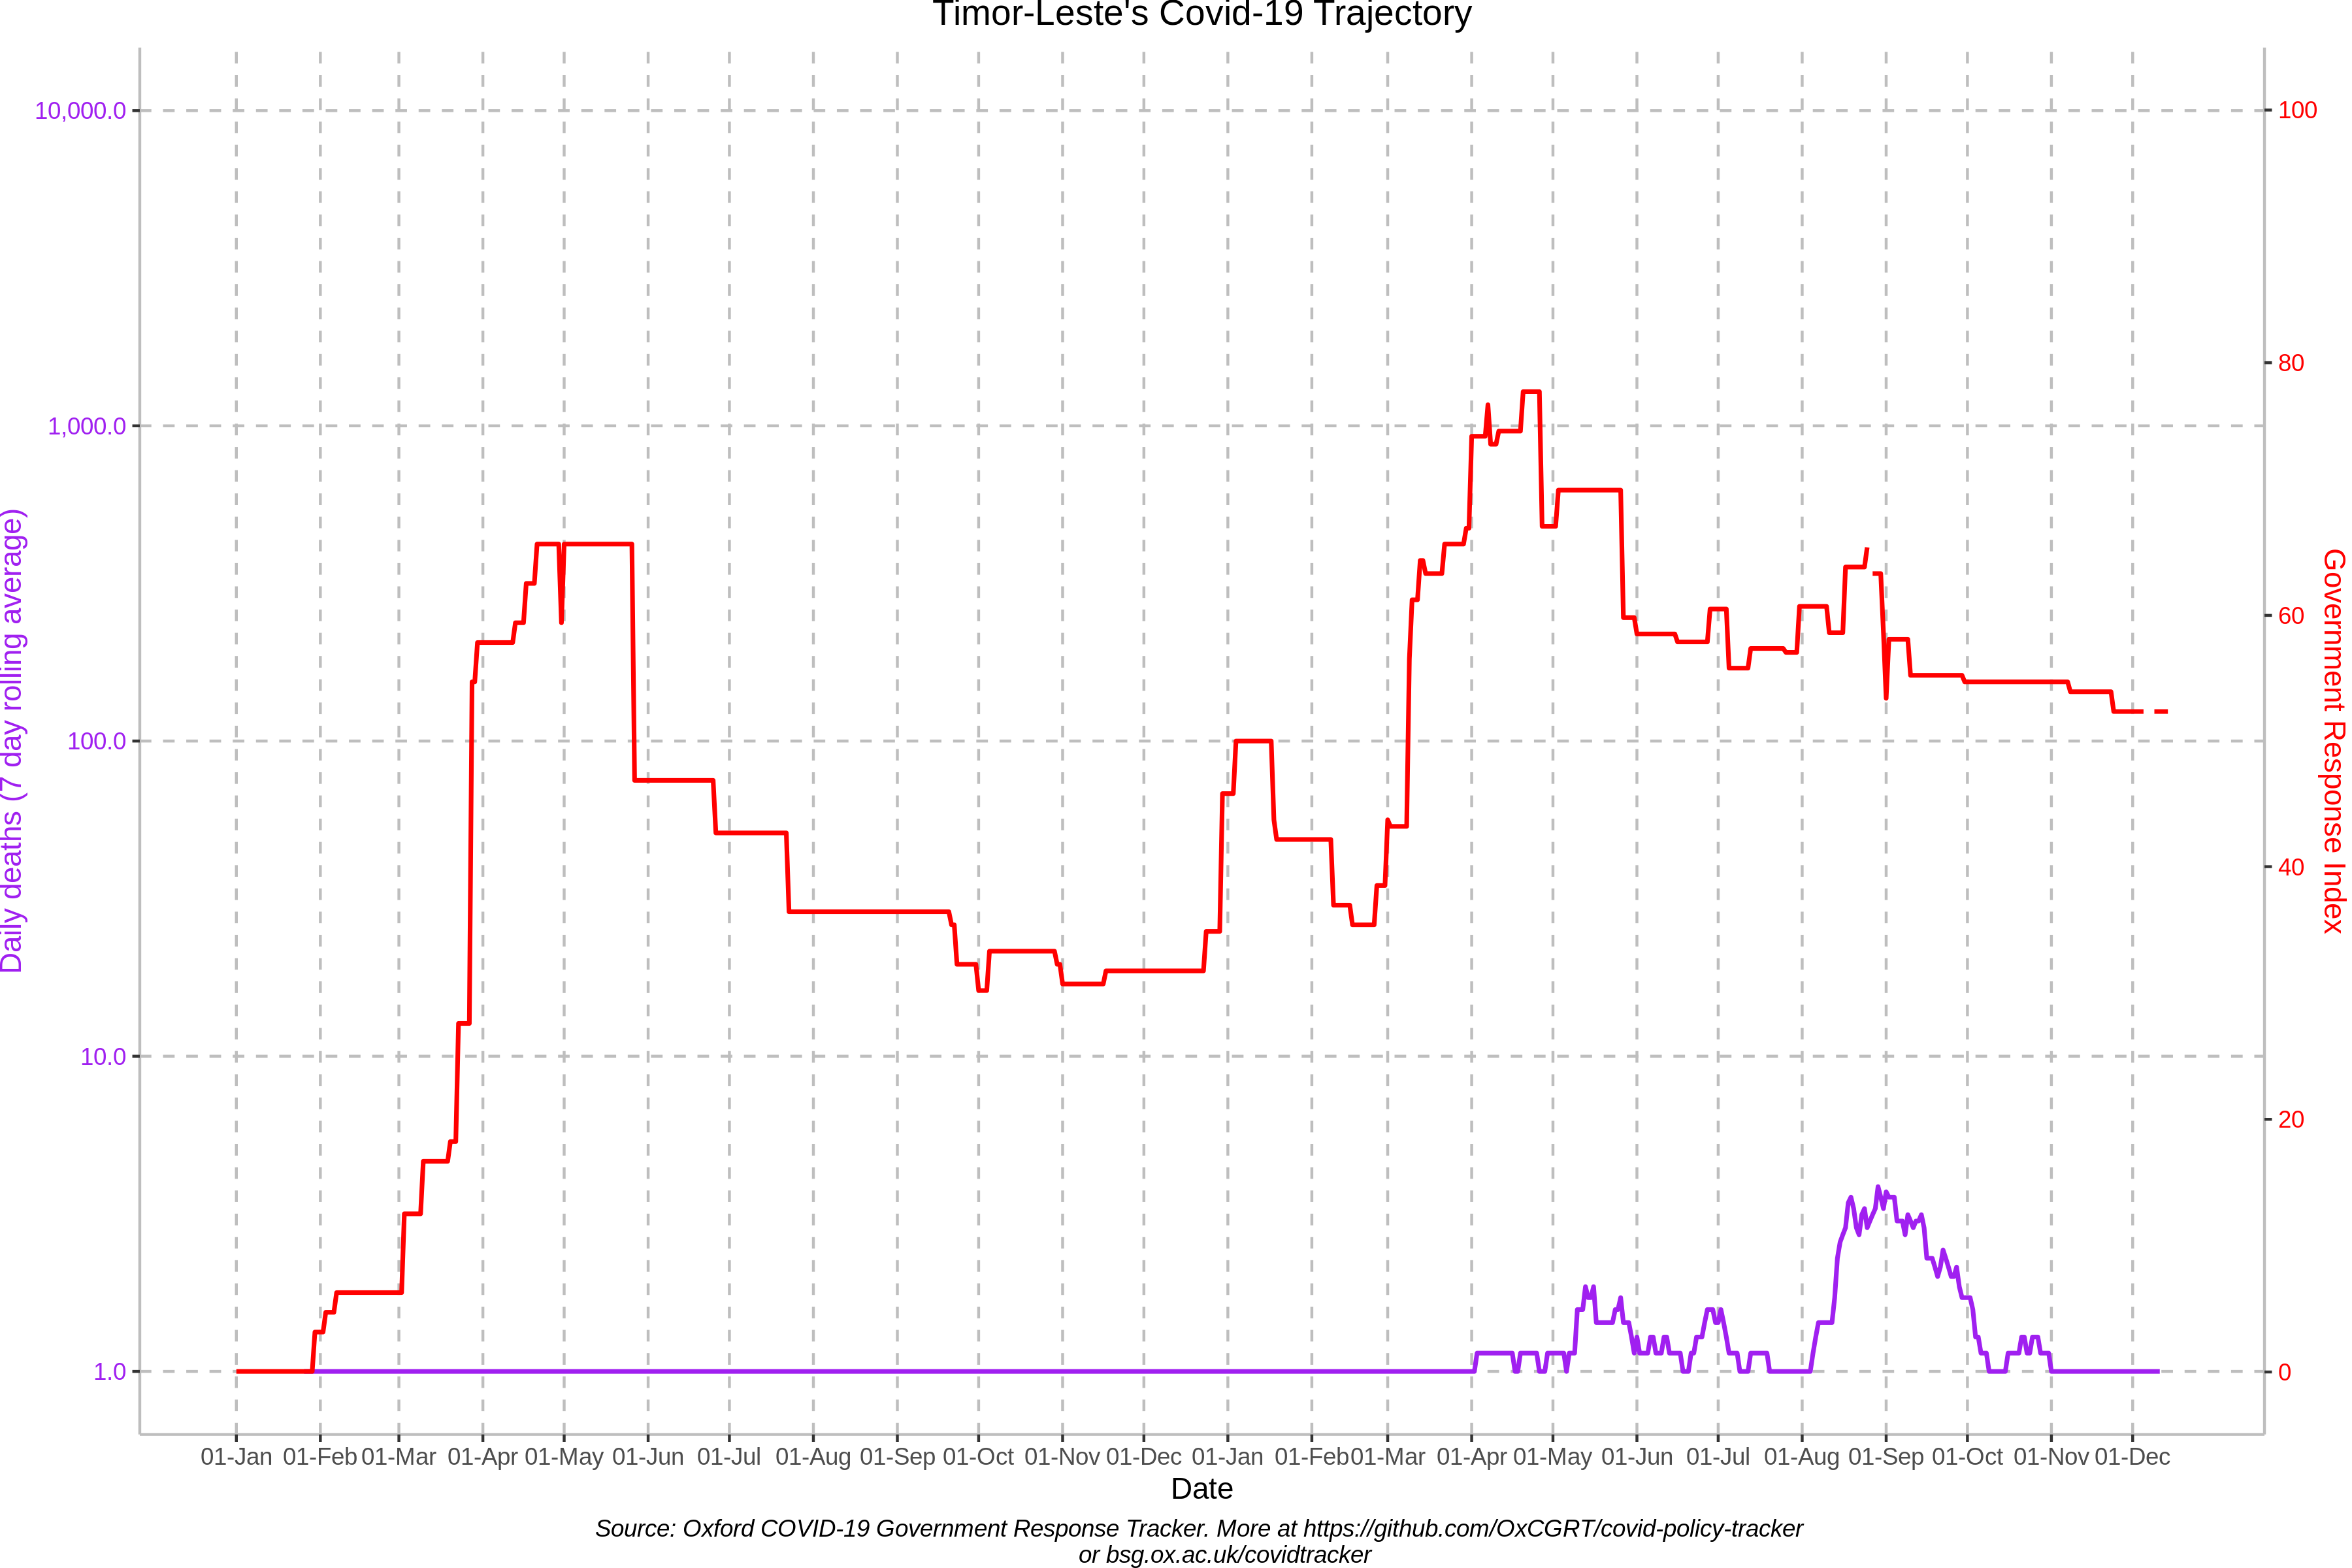 Timor-Leste's Covid-19 Trajectory
10,000.0
1,000.0
100.0
10.0
1.0
Daily deaths (7 day rolling average)
100
80
60
40
20
0
Government Response Index
01-Jan 01-Feb 01-Mar 01-Apr 01-May 01-Jun 01-Jul 01-Aug 01-Sep 01-Oct 01-Nov 01-Dec 01-Jan 01-Feb 01-Mar 01-Apr 01-May 01-Jun 01-Jul 01-Aug 01-Sep 01-Oct 01-Nov 01-Dec
Date
Source: Oxford COVID-19 Government Response Tracker. More at https://github.com/OxCGRT/covid-policy-tracker
or bsg.ox.ac.uk/covidtracker